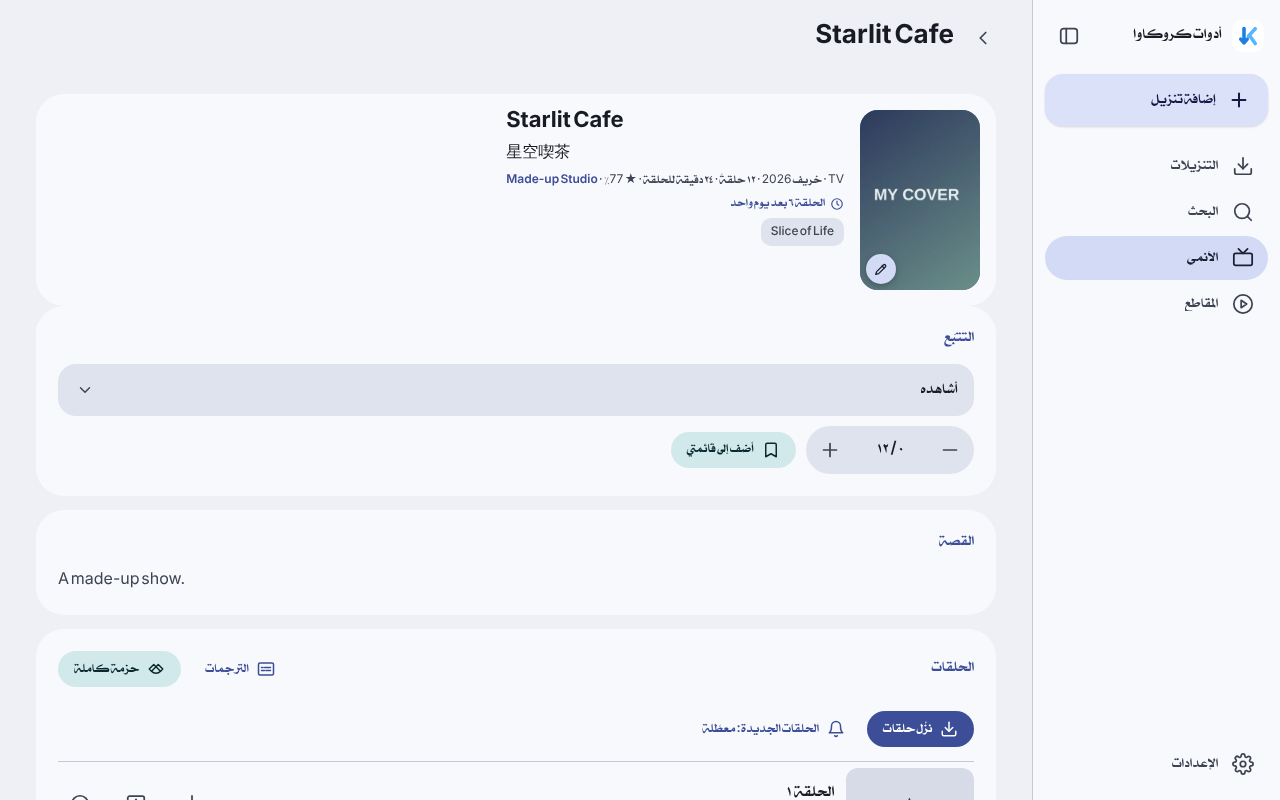 أدوات كروكاوا
إضافة تنزيل
التنزيلات
البحث
الأنمي
المقاطع
الإعدادات
Starlit Cafe
MY COVER
Starlit Cafe
星空喫茶
TV · خريف 2026 · ١٢ حلقة · ٢٤ دقيقة للحلقة · ★ 77٪ · Made-up Studio
الحلقة ٦ بعد يوم واحد
Slice of Life
التتبع
أشاهده
٠ / ١٢
أضف إلى قائمتي
القصة
A made-up show.
الحلقات
الترجمات
حزمة كاملة
نزّل حلقات
الحلقات الجديدة: معطلة
الحلقة ١